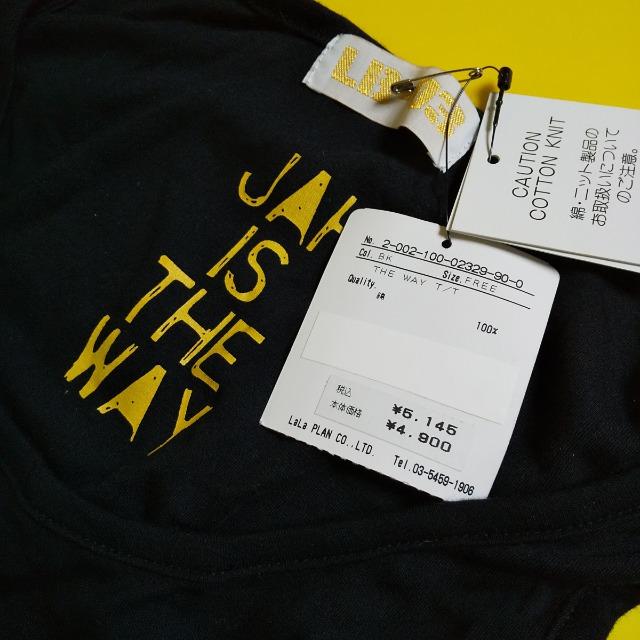 JAH
IS
THE
WAY
CAUTION
COTTON KNIT
綿・ニット製品の
お取扱いについて
のご注意。
No. 2-002-100-02329-90-0
Col. BK Size. FREE
THE WAY T/T
Quality.
綿 100%
税込 ¥5.145
本体価格 ¥4.900
LaLa PLAN CO.,LTD.
Tel.03-5459-1906